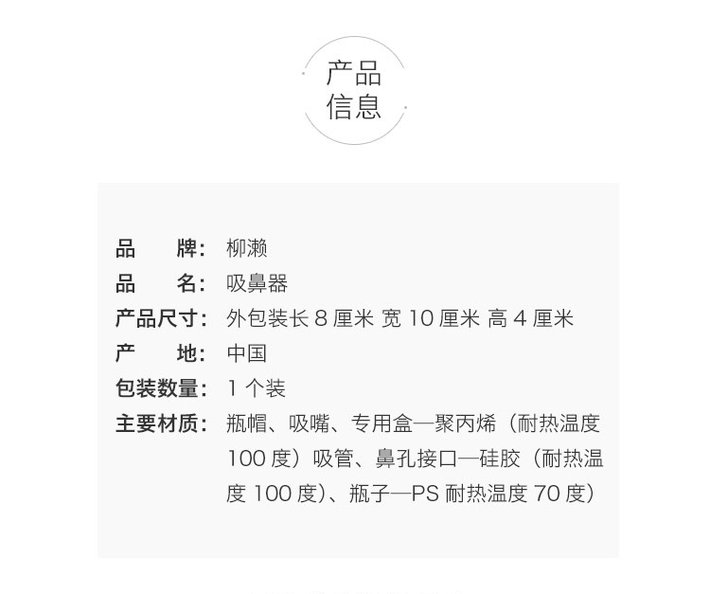 产品
信息
品 牌： 柳濑
品 名： 吸鼻器
产品尺寸： 外包装长 8 厘米 宽 10 厘米 高 4 厘米
产 地： 中国
包装数量： 1 个装
主要材质： 瓶帽、吸嘴、专用盒—聚丙烯（耐热温度
100 度）吸管、鼻孔接口—硅胶（耐热温
度 100 度）、瓶子—PS 耐热温度 70 度）